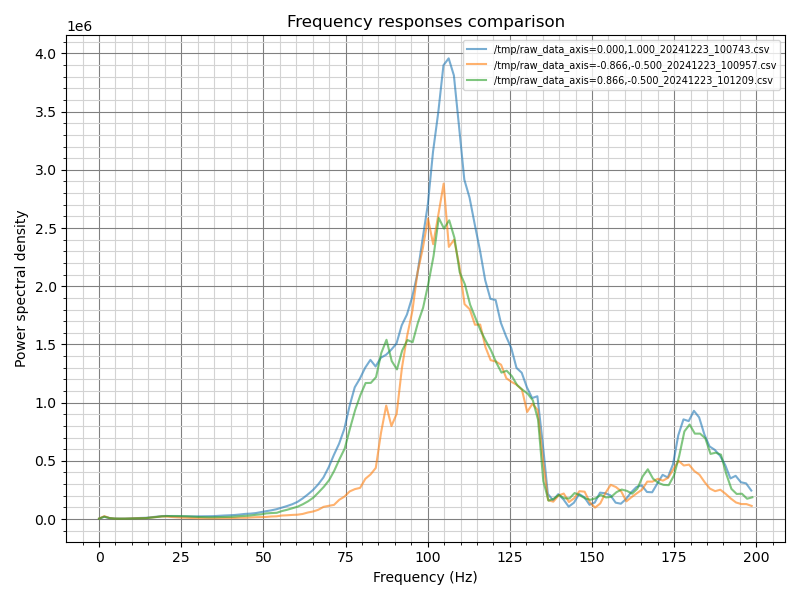 Frequency responses comparison
1e6
/tmp/raw_data_axis=0.000,1.000_20241223_100743.csv
/tmp/raw_data_axis=-0.866,-0.500_20241223_100957.csv
/tmp/raw_data_axis=0.866,-0.500_20241223_101209.csv
4.0
3.5
3.0
2.5
2.0
1.5
1.0
0.5
0.0
Power spectral density
0 25 50 75 100 125 150 175 200
Frequency (Hz)